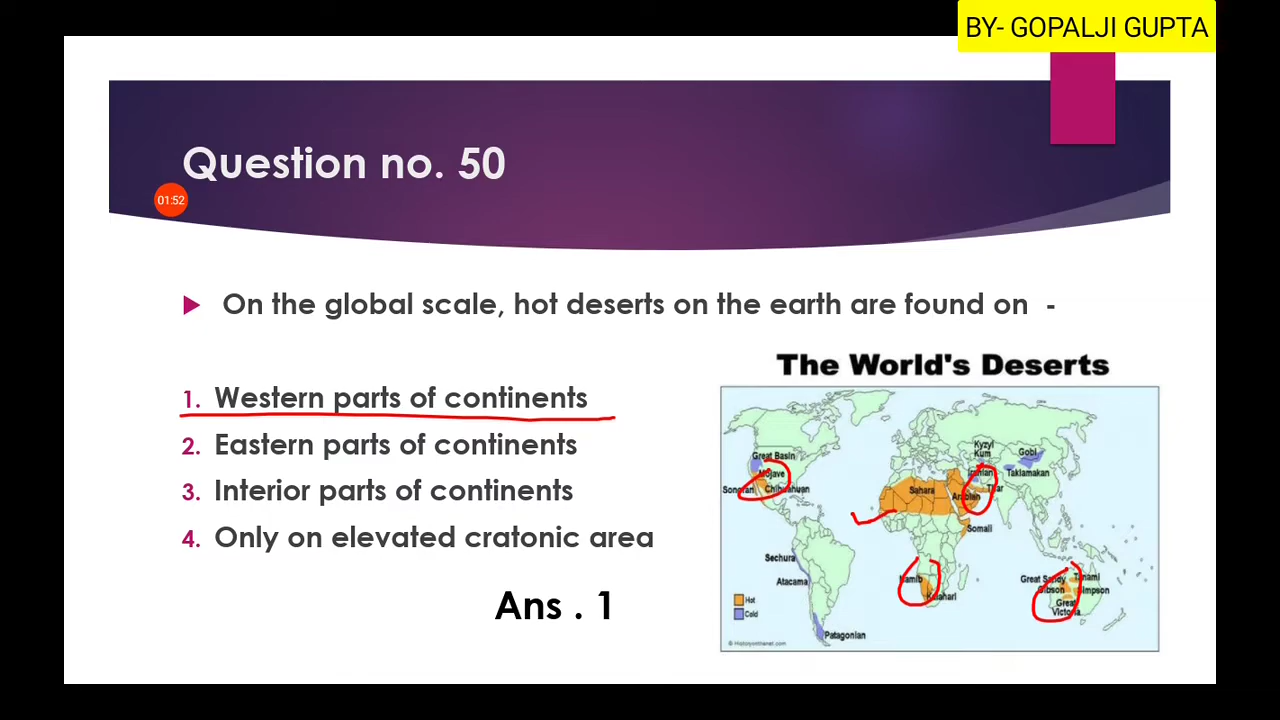 BY- GOPALJI GUPTA
Question no. 50
01:52
On the global scale, hot deserts on the earth are found on -
1. Western parts of continents
2. Eastern parts of continents
3. Interior parts of continents
4. Only on elevated cratonic area
Ans . 1
The World's Deserts
Great Basin
Mojave
Sonoran
Chihuahuan
Sechura
Atacama
Patagonian
Sahara
Arabian
Somali
Namib
Kalahari
Kyzyl
Kum
Iranian
Thar
Gobi
Taklamakan
Great Sandy
Tanami
Gibson
Simpson
Great
Victoria
Hot
Cold